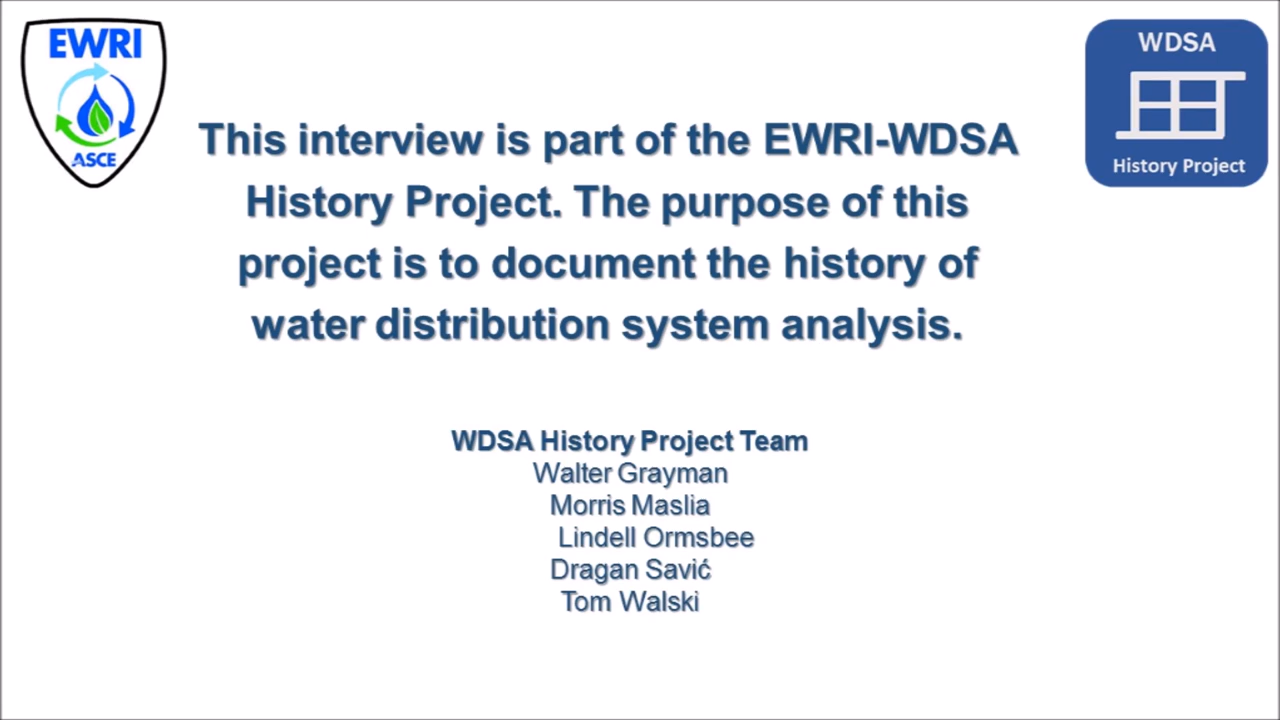 EWRI
ASCE
WDSA
History Project
This interview is part of the EWRI-WDSA
History Project. The purpose of this
project is to document the history of
water distribution system analysis.
WDSA History Project Team
Walter Grayman
Morris Maslia
Lindell Ormsbee
Dragan Savić
Tom Walski